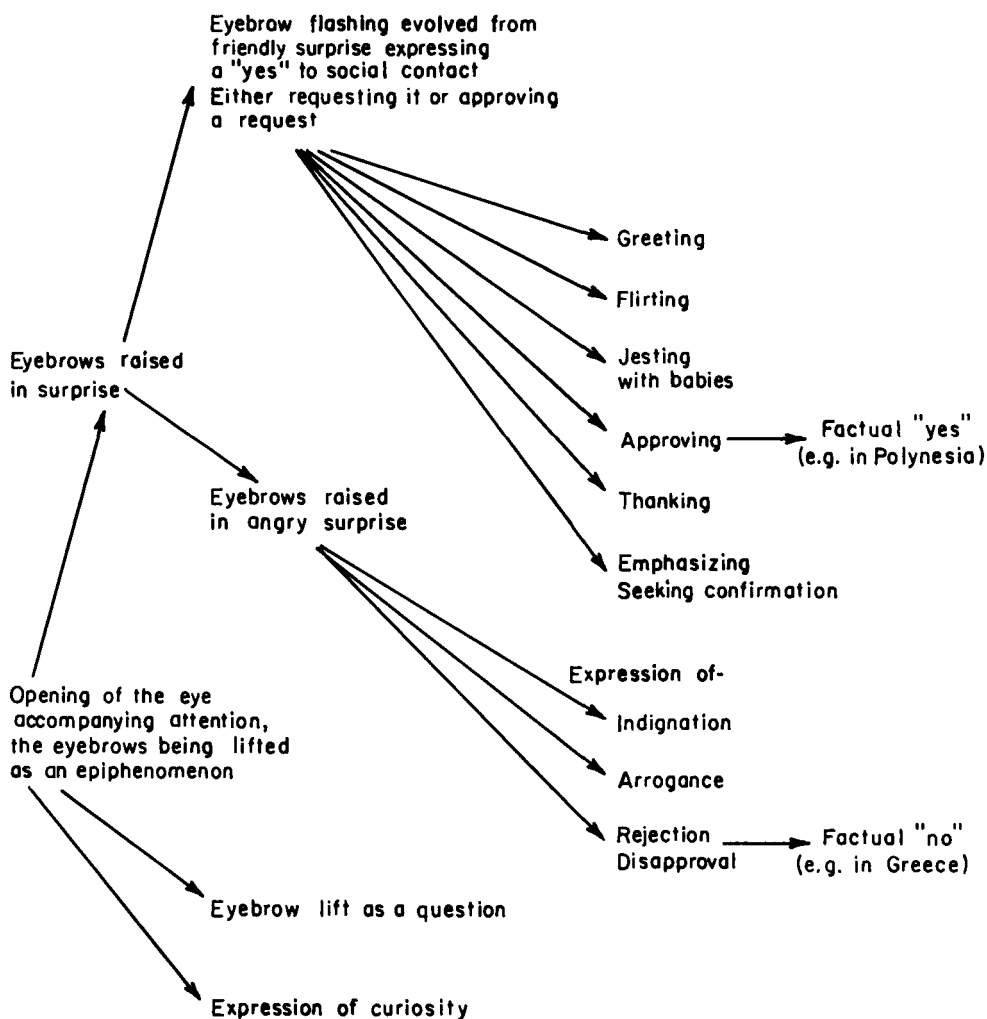 Eyebrow flashing evolved from
friendly surprise expressing
a "yes" to social contact
Either requesting it or approving
a request
Greeting
Flirting
Jesting
with babies
Approving
Factual "yes"
(e.g. in Polynesia)
Thanking
Emphasizing
Seeking confirmation
Eyebrows raised
in surprise
Eyebrows raised
in angry surprise
Expression of-
Indignation
Arrogance
Rejection
Disapproval
Factual "no"
(e.g. in Greece)
Opening of the eye
accompanying attention,
the eyebrows being lifted
as an epiphenomenon
Eyebrow lift as a question
Expression of curiosity